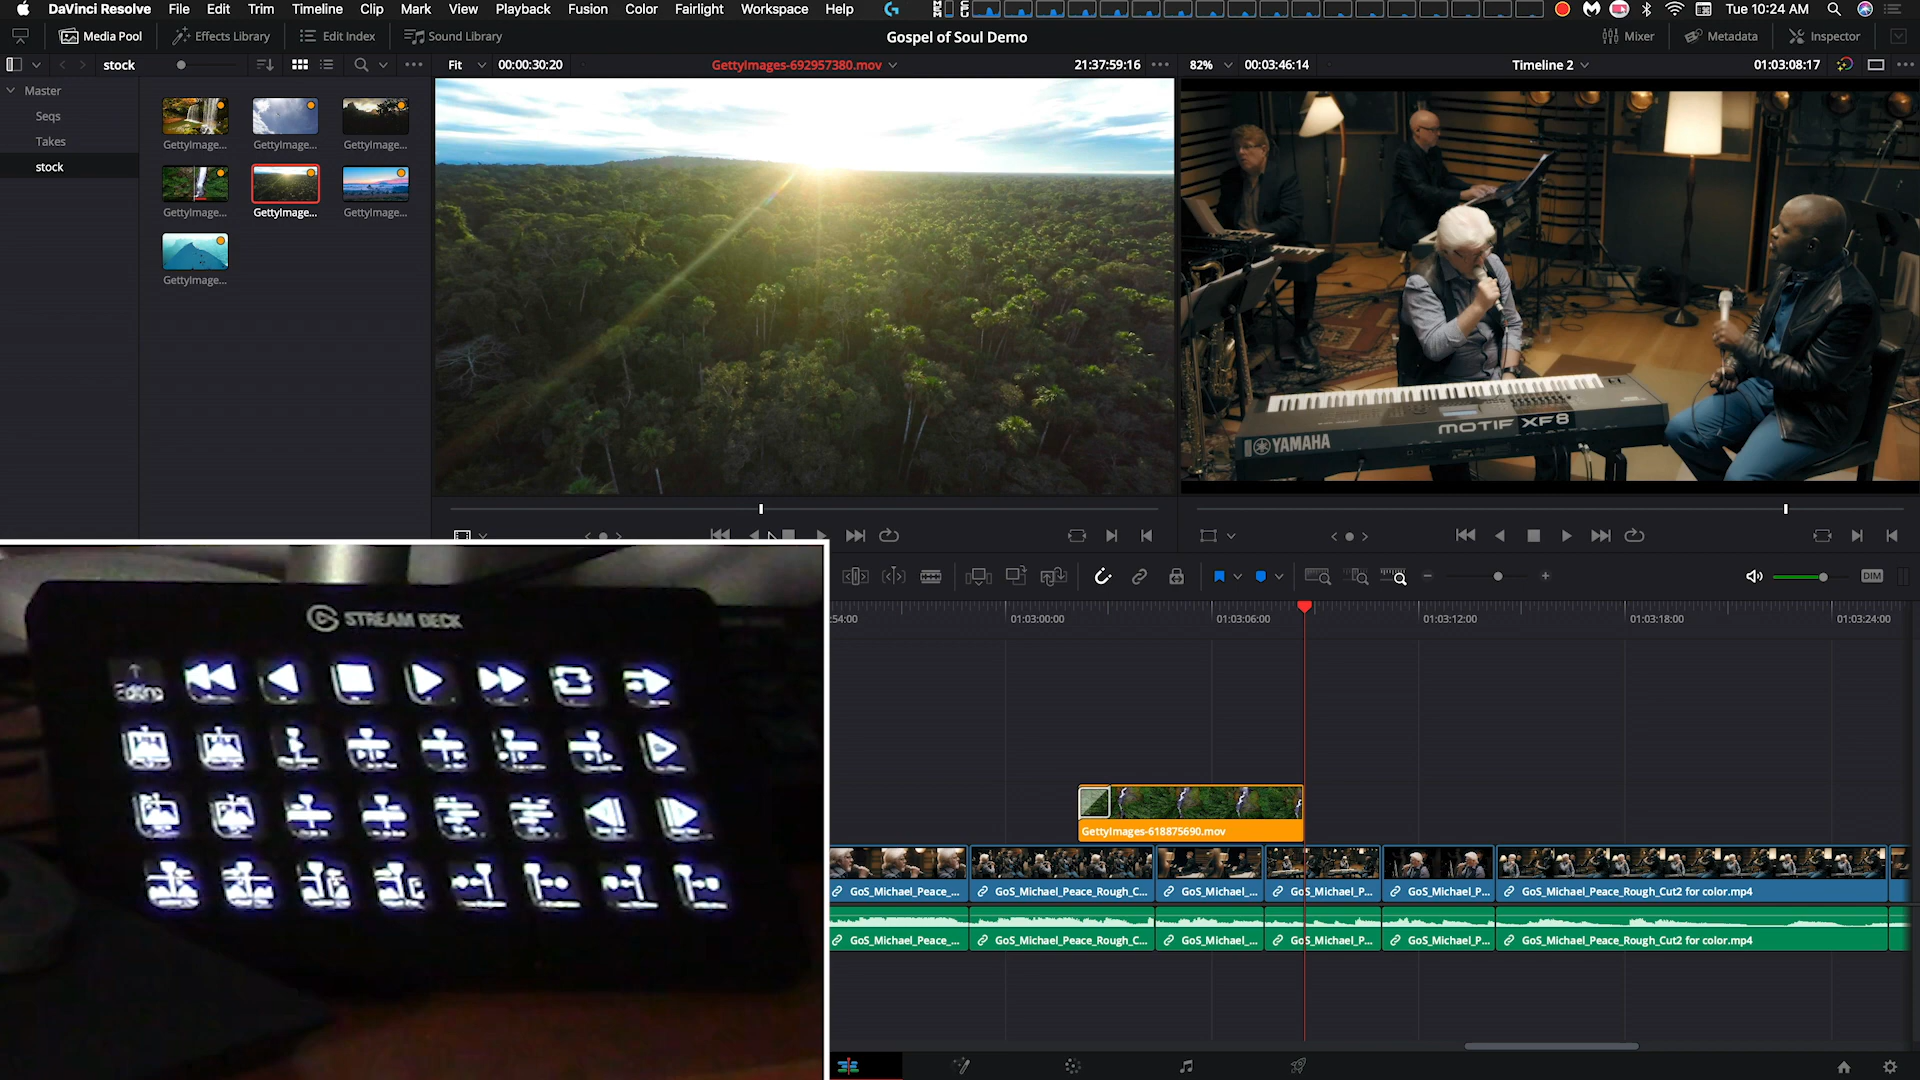 DaVinci Resolve File Edit Trim Timeline Clip Mark View Playback Fusion Color Fairlight Workspace Help Tue 10:24 AM
Media Pool Effects Library Edit Index Sound Library Gospel of Soul Demo Mixer Metadata Inspector
stock Fit 00:00:30:20 GettyImages-692957380.mov 21:37:59:16 82% 00:03:46:14 Timeline 2 01:03:08:17
Master
Seqs
Takes
stock
GettyImage... GettyImage... GettyImage...
GettyImage... GettyImage... GettyImage...
GettyImage...
YAMAHA MOTIF XF8
DIM
:54:00 01:03:00:00 01:03:06:00 01:03:12:00 01:03:18:00 01:03:24:00
STREAM DECK
Editing
GettyImages-618875690.mov
GoS_Michael_Peace_... GoS_Michael_Peace_Rough_C... GoS_Michael_... GoS_Michael_P... GoS_Michael_P... GoS_Michael_Peace_Rough_Cut2 for color.mp4
GoS_Michael_Peace_... GoS_Michael_Peace_Rough_C... GoS_Michael_... GoS_Michael_P... GoS_Michael_P... GoS_Michael_Peace_Rough_Cut2 for color.mp4